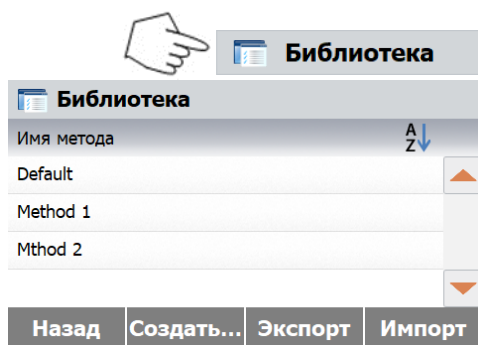 Библиотека
Библиотека
Имя метода A Z
Default
Method 1
Mthod 2
Назад Создать... Экспорт Импорт